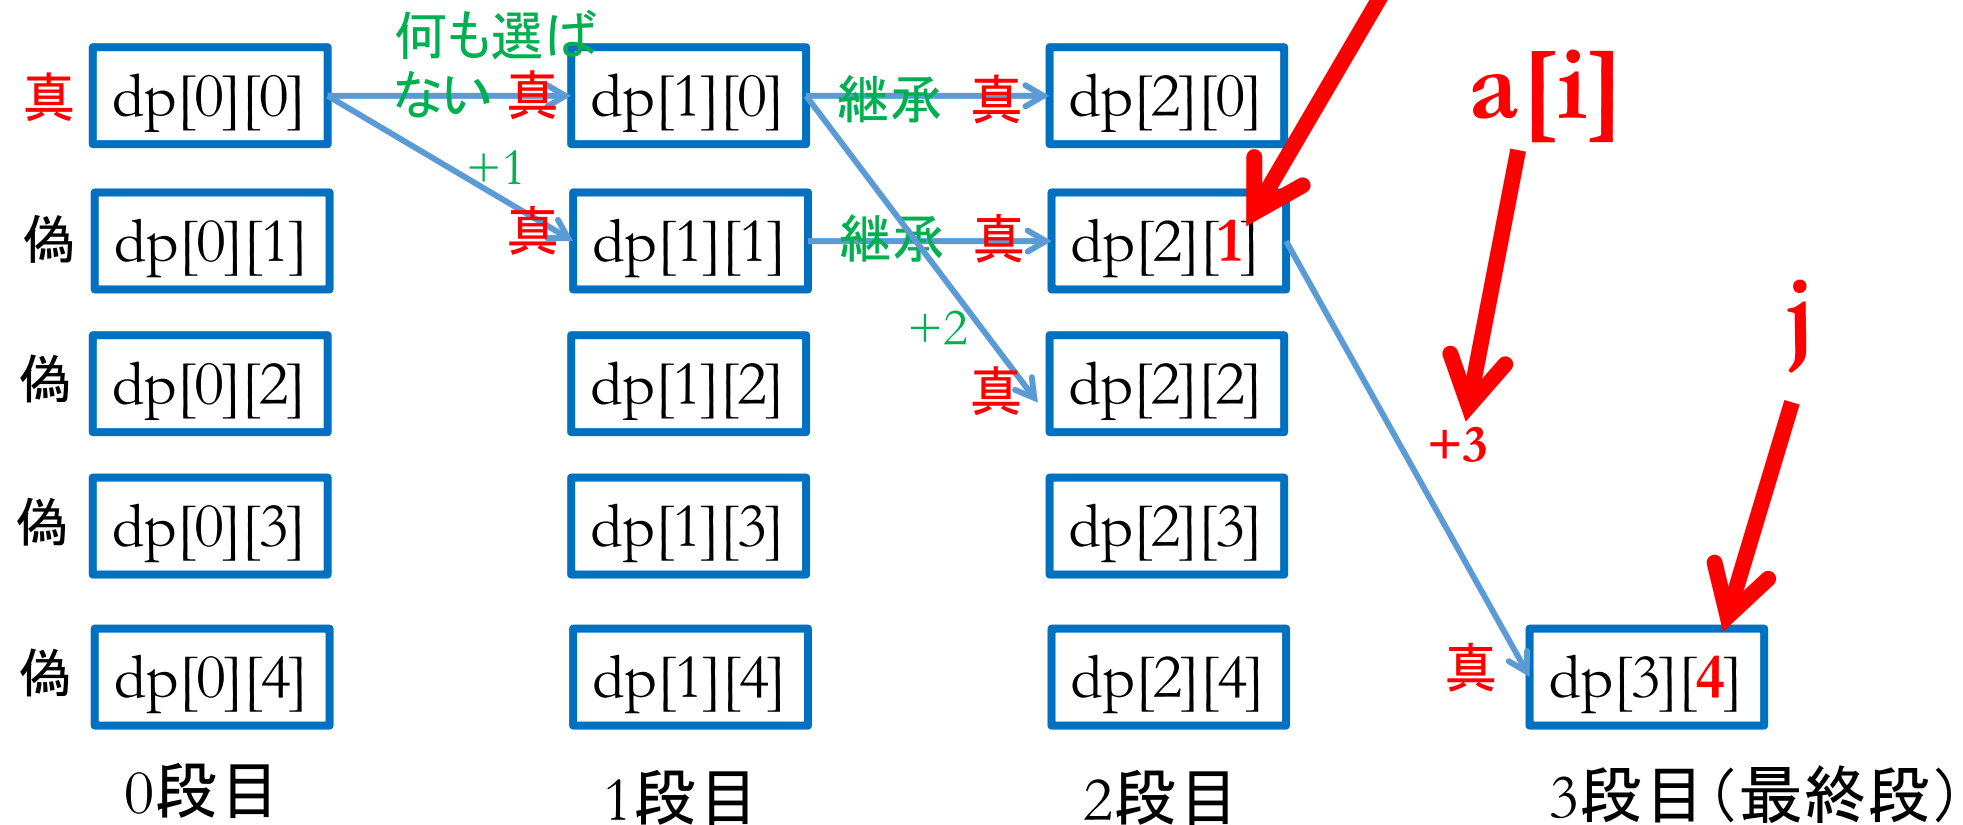 何も選ば
ない
真 dp[0][0] 真 dp[1][0] 継承 真 dp[2][0] a[i]
+1
偽 dp[0][1] 真 dp[1][1] 継承 真 dp[2][1]
+2
j
偽 dp[0][2] dp[1][2] 真 dp[2][2]
+3
偽 dp[0][3] dp[1][3] dp[2][3]
偽 dp[0][4] dp[1][4] dp[2][4] 真 dp[3][4]
0段目 1段目 2段目 3段目(最終段)